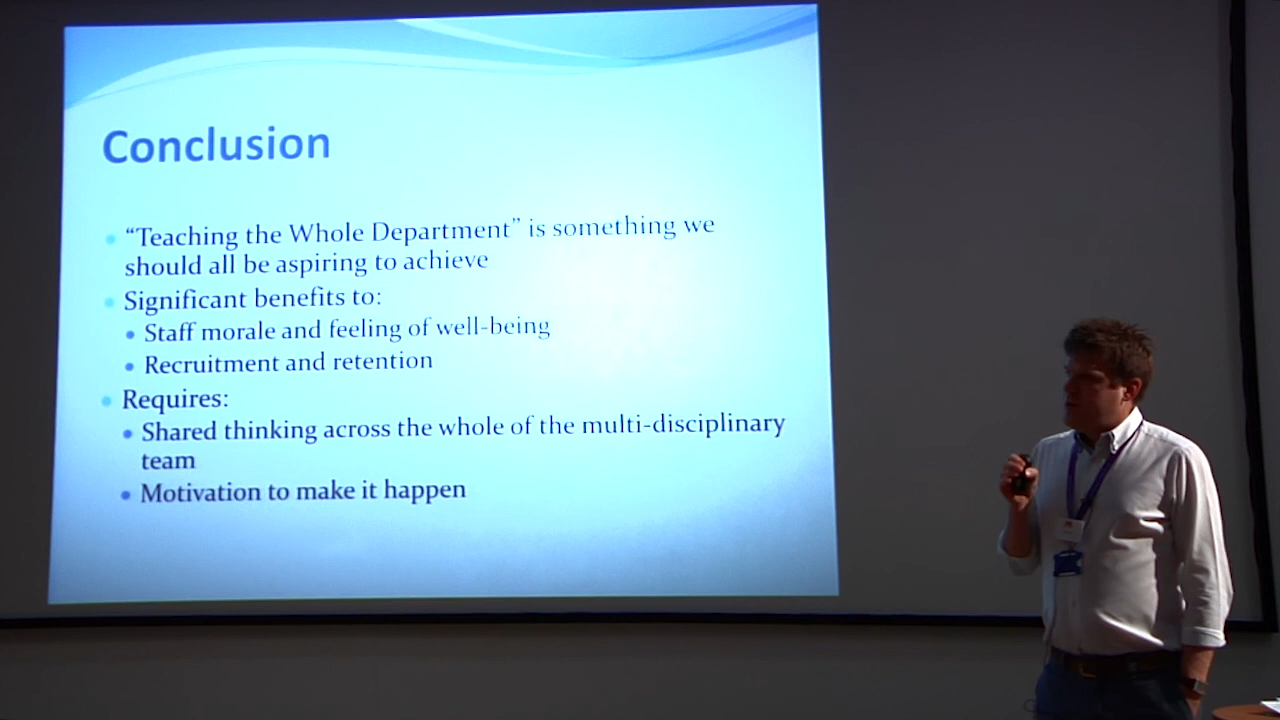 Conclusion
“Teaching the Whole Department” is something we
should all be aspiring to achieve
Significant benefits to:
Staff morale and feeling of well-being
Recruitment and retention
Requires:
Shared thinking across the whole of the multi-disciplinary
team
Motivation to make it happen